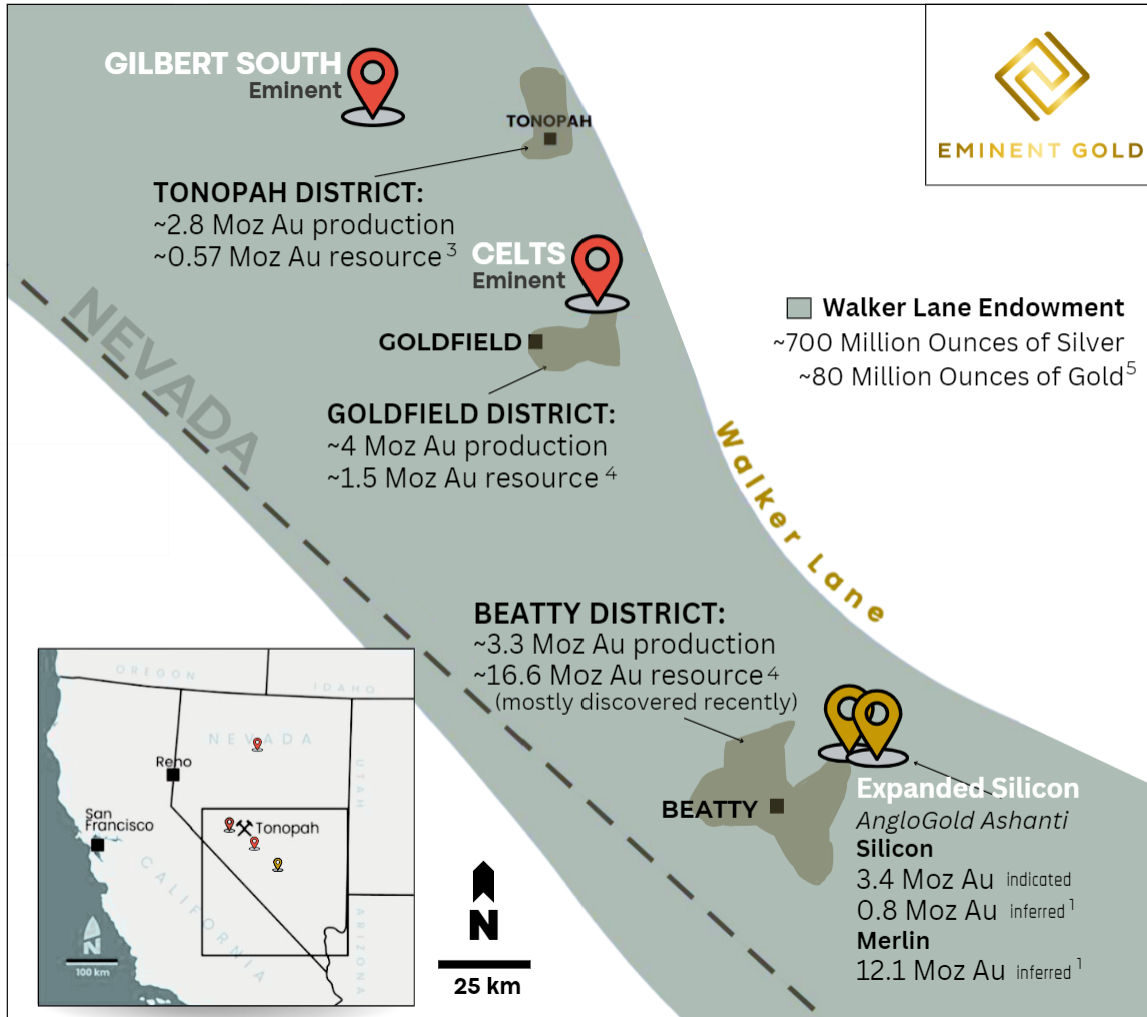 GILBERT SOUTH
Eminent
TONOPAH
EMINENT GOLD
TONOPAH DISTRICT:
~2.8 Moz Au production
~0.57 Moz Au resource 3
CELTS
Eminent
NEVADA
GOLDFIELD
Walker Lane Endowment
~700 Million Ounces of Silver
~80 Million Ounces of Gold5
GOLDFIELD DISTRICT:
~4 Moz Au production
~1.5 Moz Au resource 4
Walker Lane
BEATTY DISTRICT:
~3.3 Moz Au production
~16.6 Moz Au resource4
(mostly discovered recently)
BEATTY
Expanded Silicon
AngloGold Ashanti
Silicon
3.4 Moz Au indicated
0.8 Moz Au inferred 1
Merlin
12.1 Moz Au inferred 1
OREGON
IDAHO
NEVADA
Reno
UTAH
San
Francisco
Tonopah
CALIFORNIA
ARIZONA
N
100 km
N
25 km